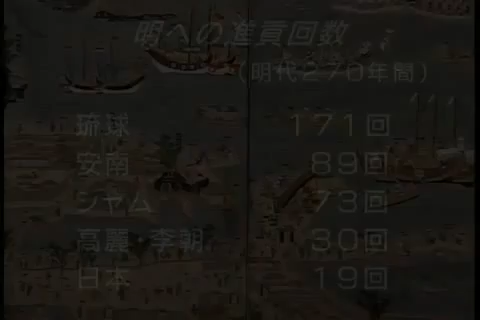 明への進貢回数
(明代270年間)
琉球 171回
安南 89回
シャム 73回
高麗・李朝 30回
日本 19回